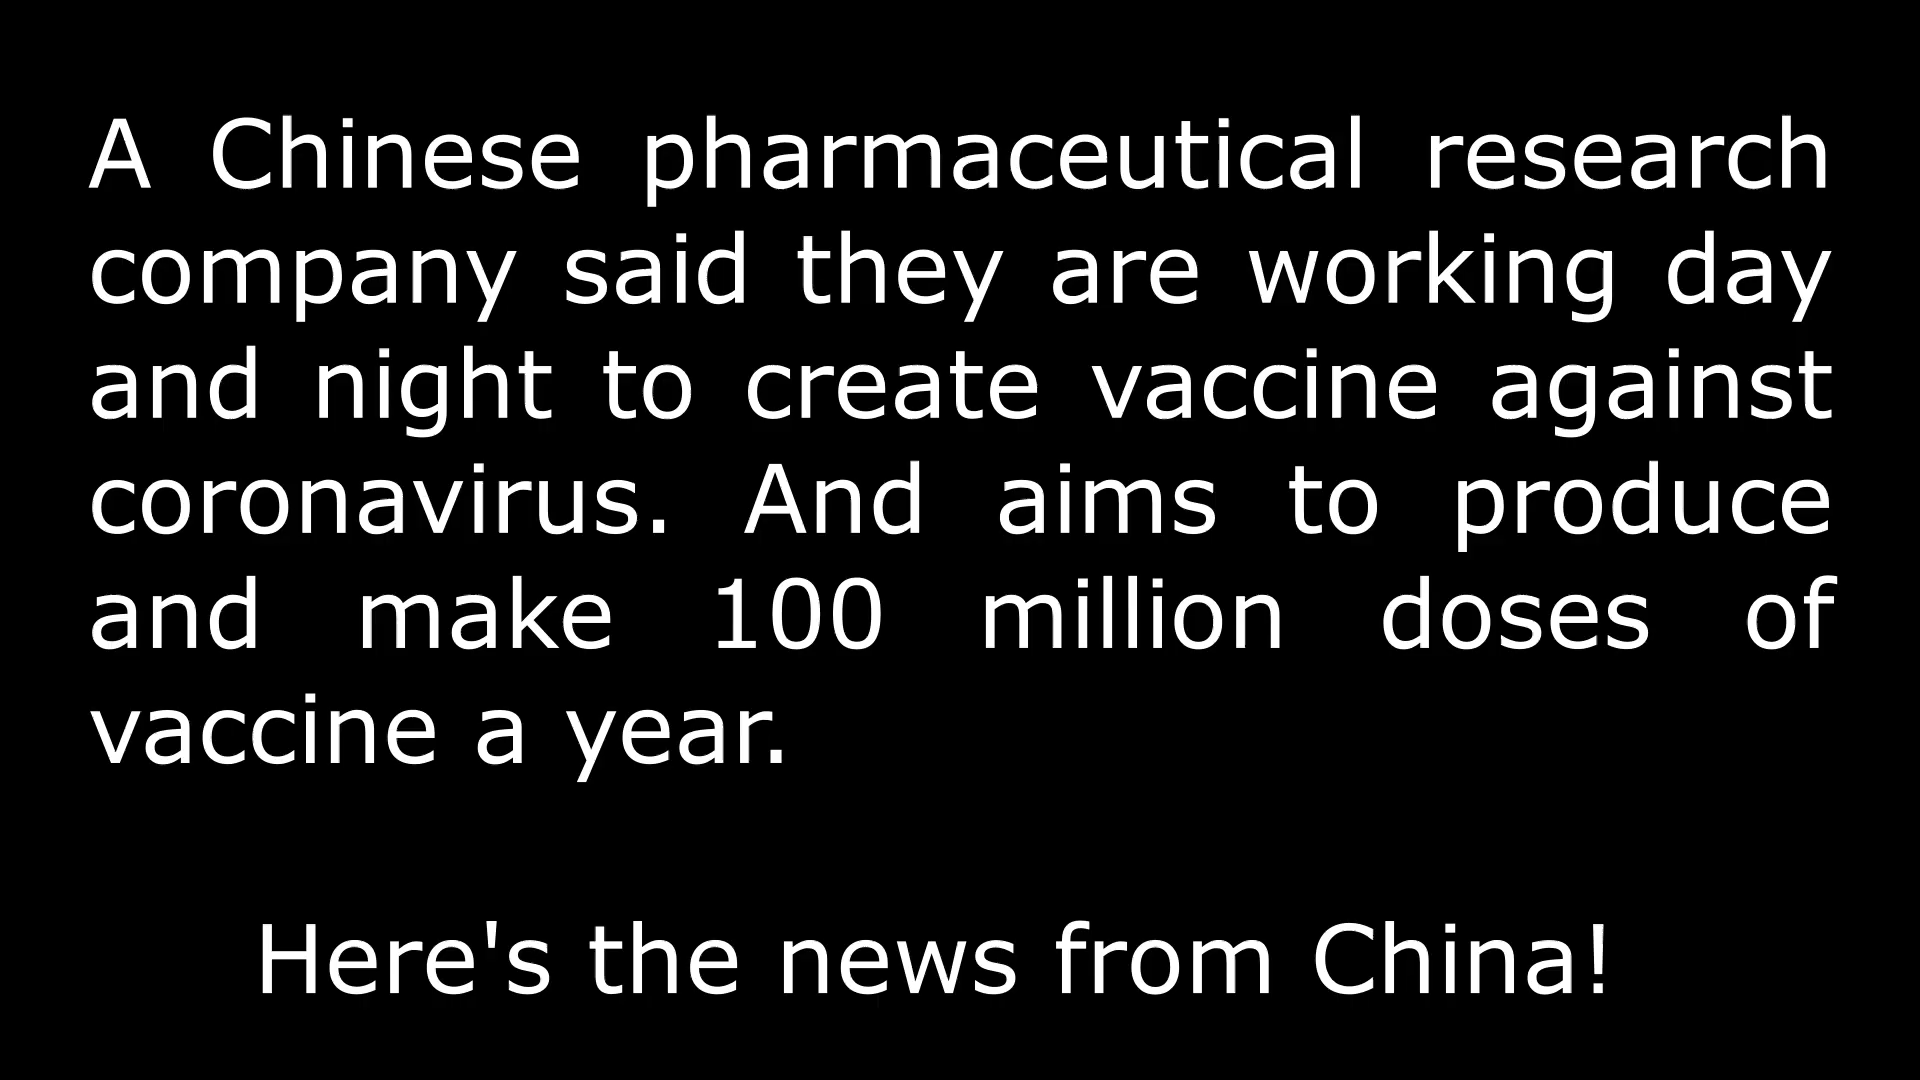 A Chinese pharmaceutical research
company said they are working day
and night to create vaccine against
coronavirus. And aims to produce
and make 100 million doses of
vaccine a year.
Here's the news from China!